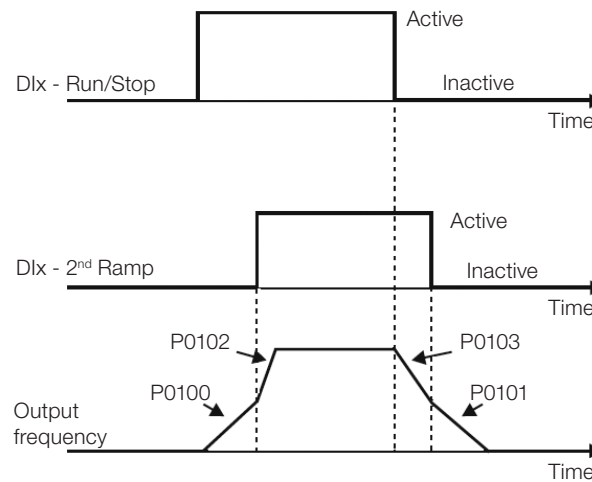 Active
DIx - Run/Stop
Inactive
Time
Active
DIx - 2nd Ramp
Inactive
Time
P0102
P0103
P0100
P0101
Output
frequency
Time